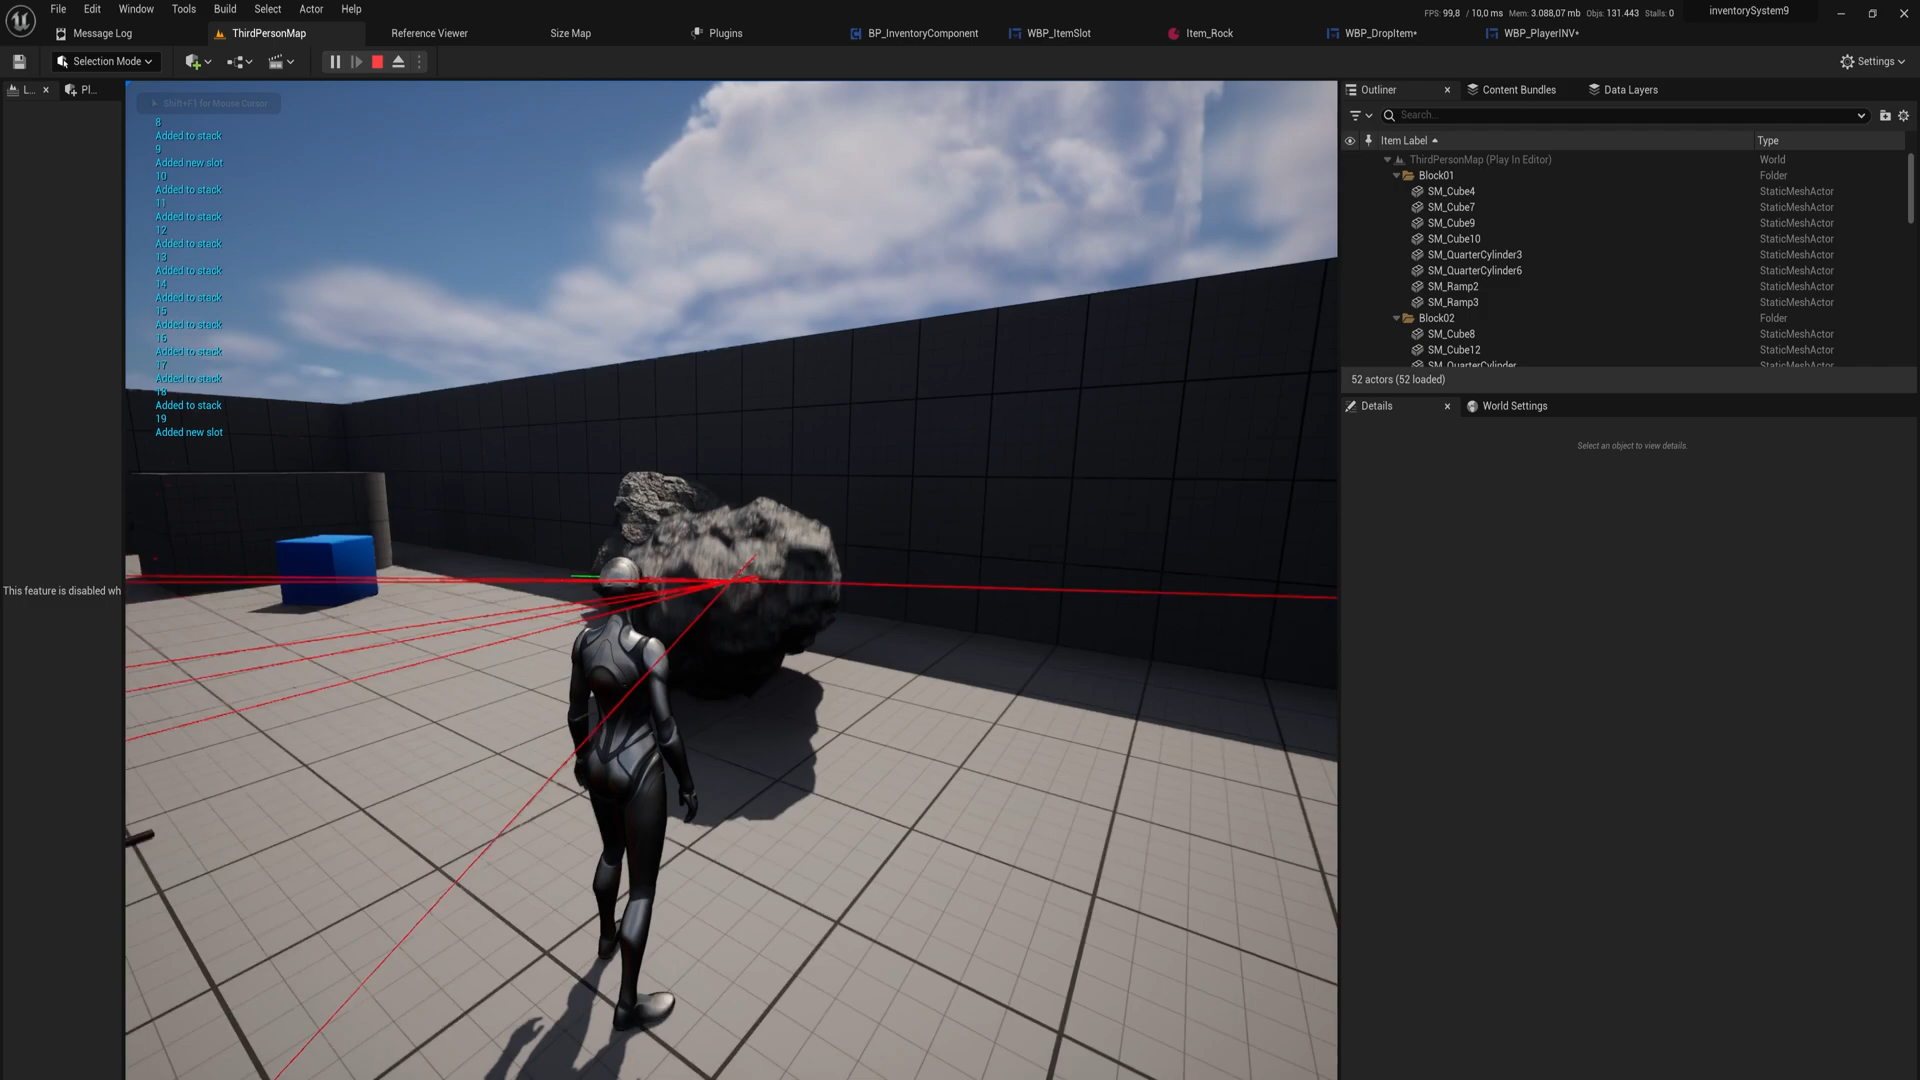 File Edit Window Tools Build Select Actor Help
FPS: 99,8 / 10,0 ms Mem: 3.088,07 mb Objs: 131.443 Stalls: 0
inventorySystem9
Message Log
ThirdPersonMap
Reference Viewer
Size Map
Plugins
BP_InventoryComponent
WBP_ItemSlot
Item_Rock
WBP_DropItem*
WBP_PlayerINV*
Selection Mode
Settings
L...
Pl...
Shift+F1 for Mouse Cursor
8
Added to stack
9
Added new slot
10
Added to stack
11
Added to stack
12
Added to stack
13
Added to stack
14
Added to stack
15
Added to stack
16
Added to stack
17
Added to stack
18
Added to stack
19
Added new slot
This feature is disabled wh
Outliner
Content Bundles
Data Layers
Search...
Item Label Type
ThirdPersonMap (Play In Editor) World
Block01 Folder
SM_Cube4 StaticMeshActor
SM_Cube7 StaticMeshActor
SM_Cube9 StaticMeshActor
SM_Cube10 StaticMeshActor
SM_QuarterCylinder3 StaticMeshActor
SM_QuarterCylinder6 StaticMeshActor
SM_Ramp2 StaticMeshActor
SM_Ramp3 StaticMeshActor
Block02 Folder
SM_Cube8 StaticMeshActor
SM_Cube12 StaticMeshActor
SM_QuarterCylinder StaticMeshActor
52 actors (52 loaded)
Details
World Settings
Select an object to view details.